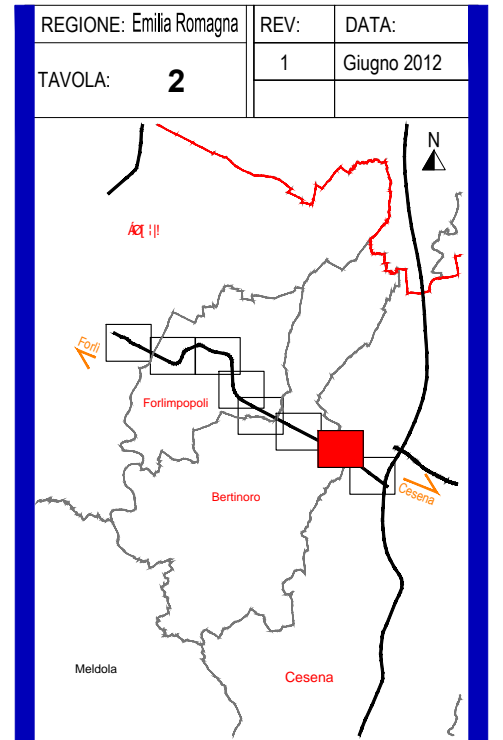 REGIONE: Emilia Romagna
REV:
DATA:
TAVOLA: 2
1
Giugno 2012
N
Forlì
Forlimpopoli
Bertinoro
Cesena
Meldola
Cesena